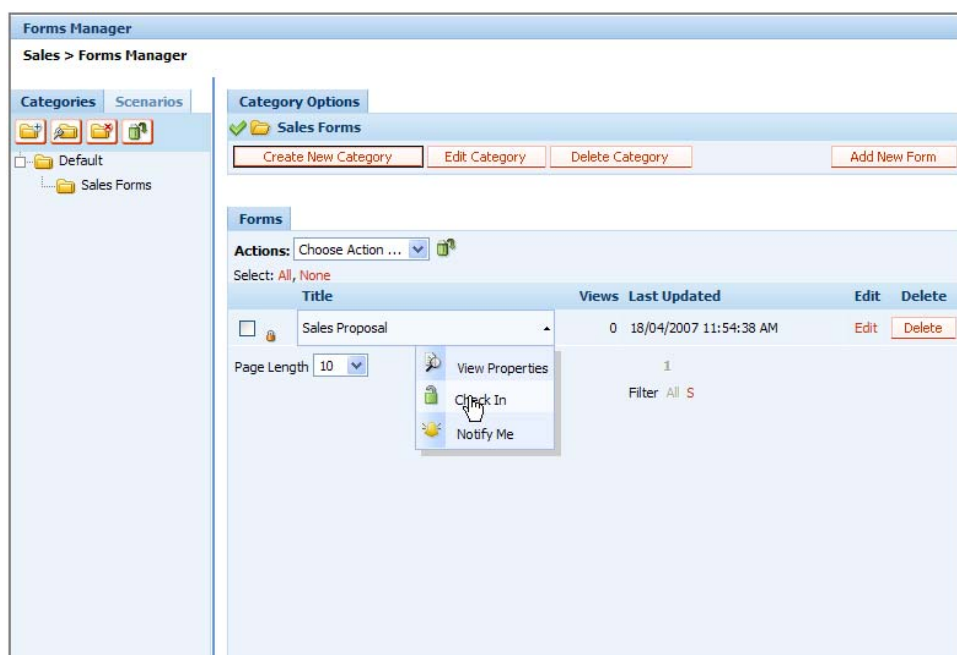 Forms Manager
Sales > Forms Manager
Categories Scenarios
Default
Sales Forms
Category Options
Sales Forms
Create New Category Edit Category Delete Category Add New Form
Forms
Actions: Choose Action ...
Select: All, None
Title Views Last Updated Edit Delete
Sales Proposal 0 18/04/2007 11:54:38 AM Edit Delete
Page Length 10 1
Filter All S
View Properties
Check In
Notify Me